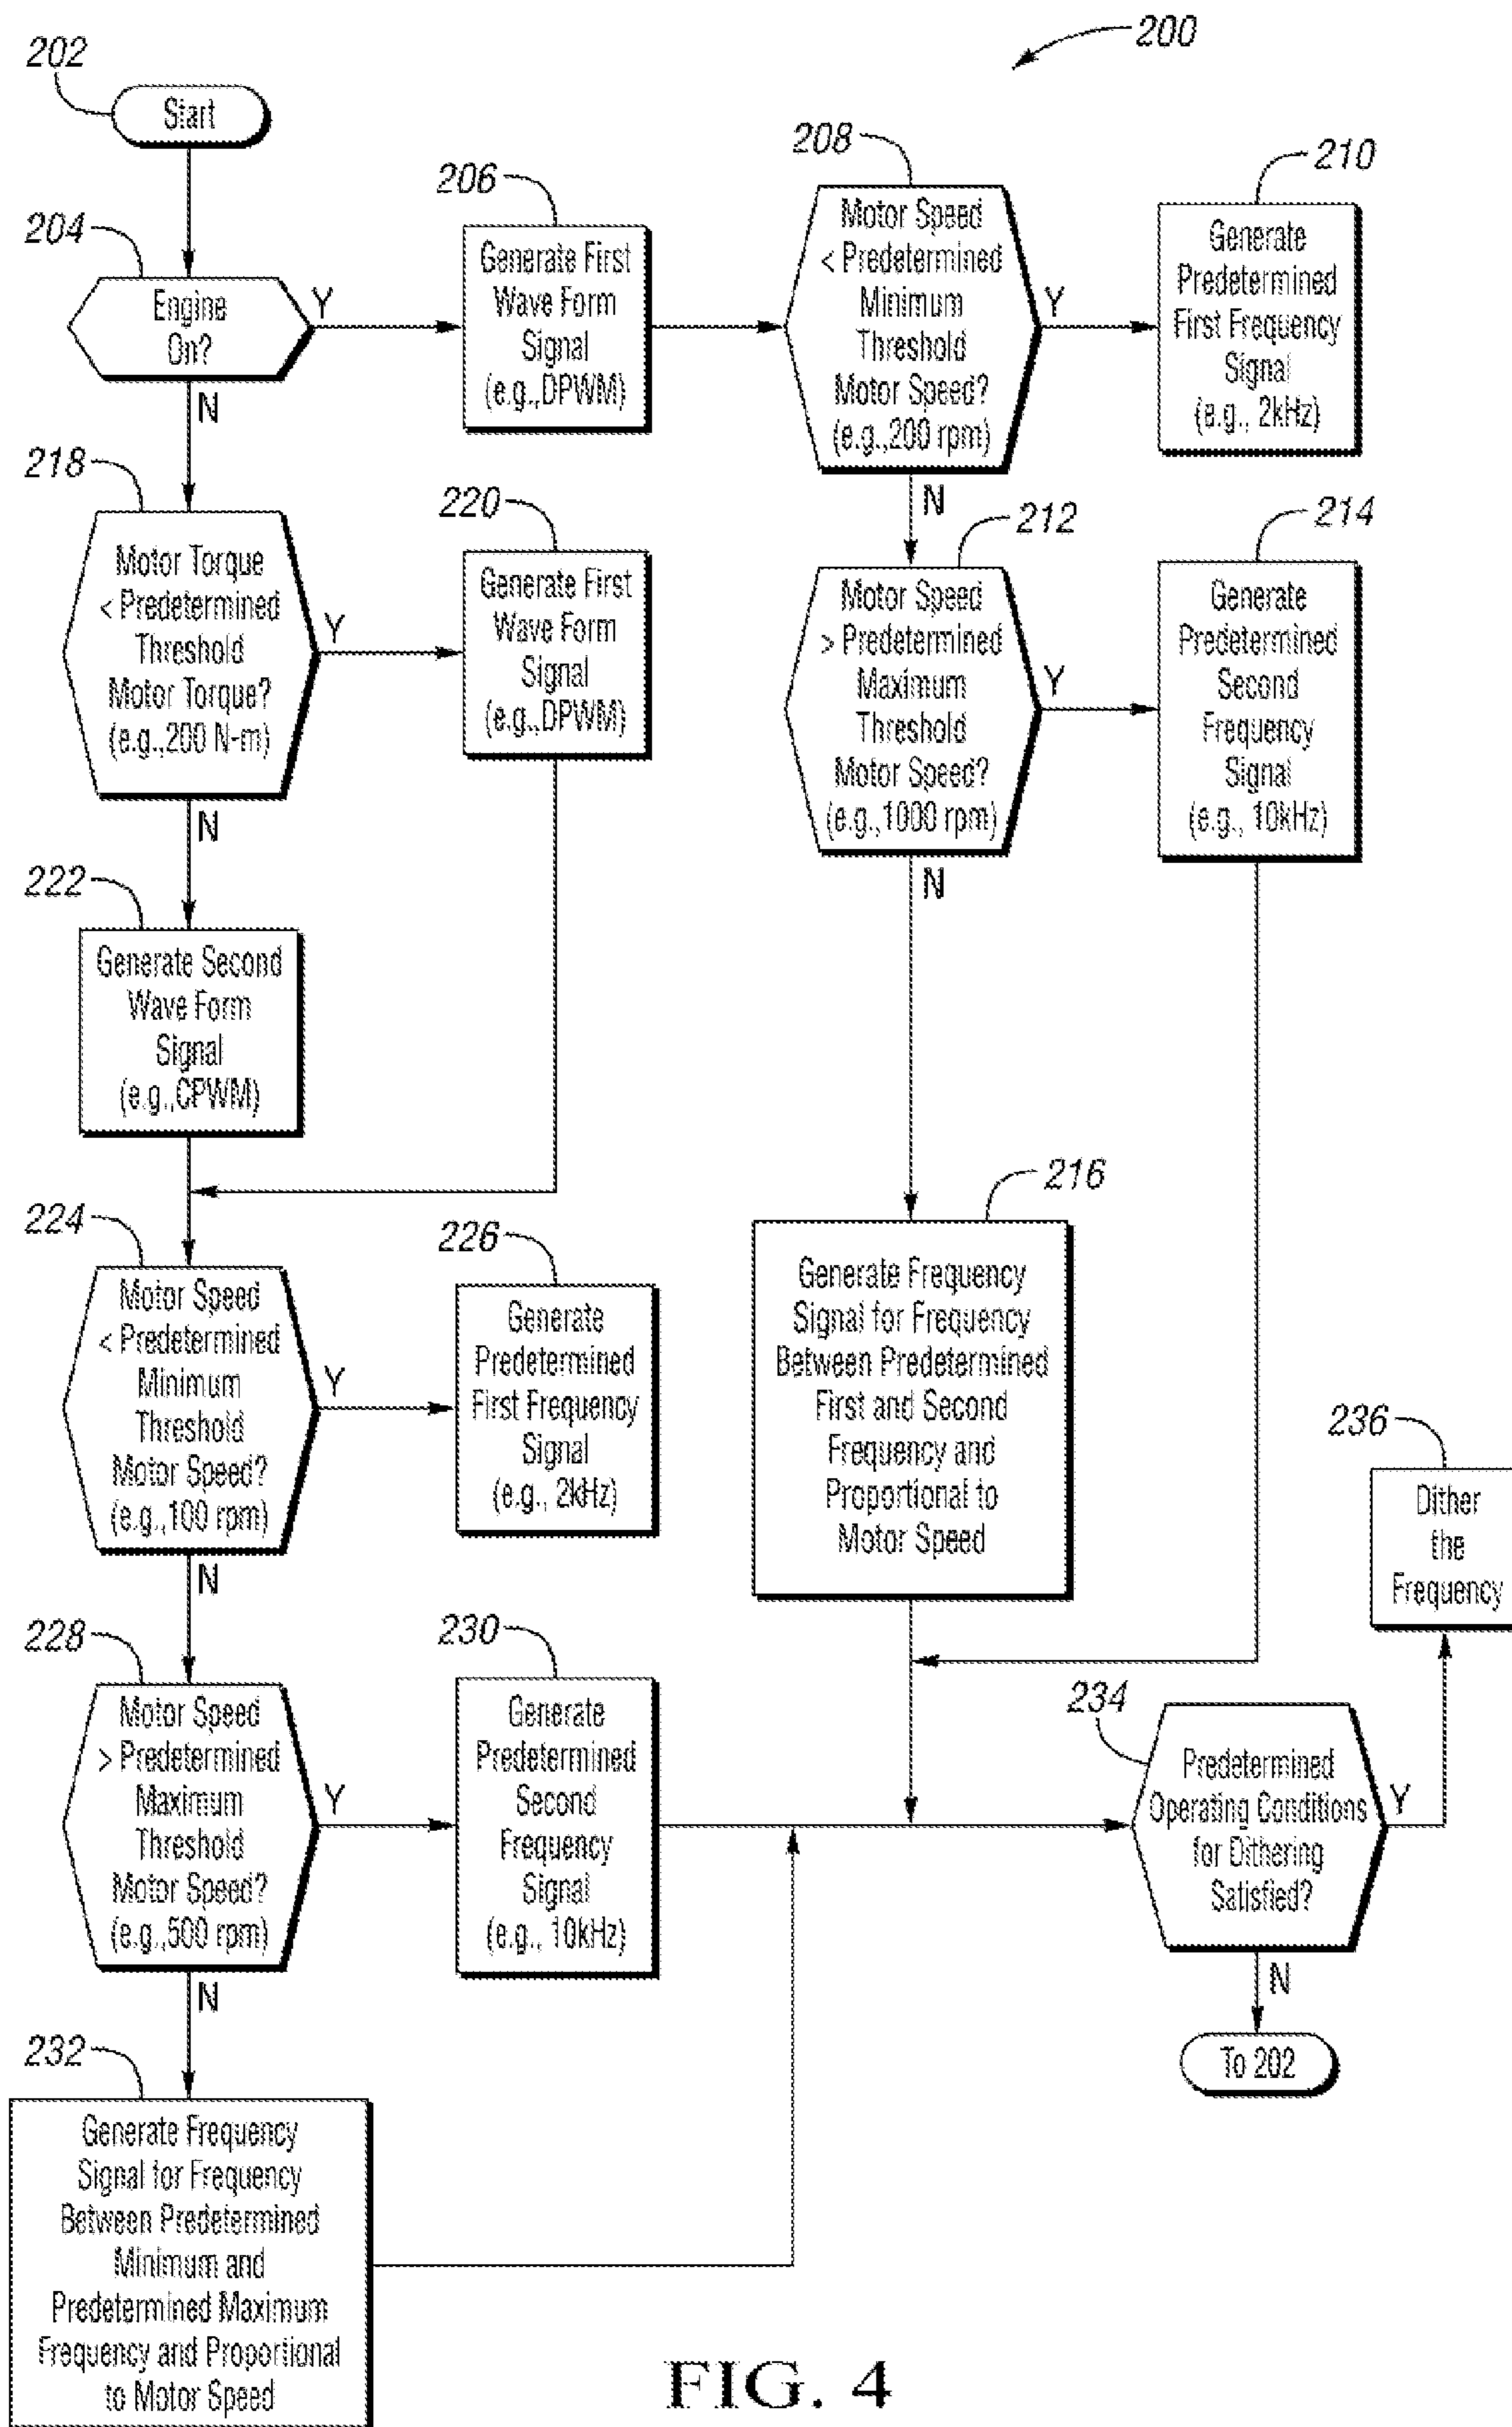 200
202
Start
204
Engine
On?
Y
N
206
Generate First
Wave Form
Signal
(e.g.,DPWM)
208
Motor Speed
< Predetermined
Minimum
Threshold
Motor Speed?
(e.g.,200 rpm)
Y
N
210
Generate
Predetermined
First Frequency
Signal
(e.g., 2kHz)
212
Motor Speed
> Predetermined
Maximum
Threshold
Motor Speed?
(e.g.,1000 rpm)
Y
N
214
Generate
Predetermined
Second
Frequency
Signal
(e.g., 10kHz)
216
Generate Frequency
Signal for Frequency
Between Predetermined
First and Second
Frequency and
Proportional to
Motor Speed
218
Motor Torque
< Predetermined
Threshold
Motor Torque?
(e.g.,200 N-m)
Y
N
220
Generate First
Wave Form
Signal
(e.g.,DPWM)
222
Generate Second
Wave Form
Signal
(e.g.,CPWM)
224
Motor Speed
< Predetermined
Minimum
Threshold
Motor Speed?
(e.g.,100 rpm)
Y
N
226
Generate
Predetermined
First Frequency
Signal
(e.g., 2kHz)
228
Motor Speed
> Predetermined
Maximum
Threshold
Motor Speed?
(e.g.,500 rpm)
Y
N
230
Generate
Predetermined
Second
Frequency
Signal
(e.g., 10kHz)
232
Generate Frequency
Signal for Frequency
Between Predetermined
Minimum and
Predetermined Maximum
Frequency and Proportional
to Motor Speed
234
Predetermined
Operating Conditions
for Dithering
Satisfied?
Y
N
236
Dither
the
Frequency
To 202
FIG. 4